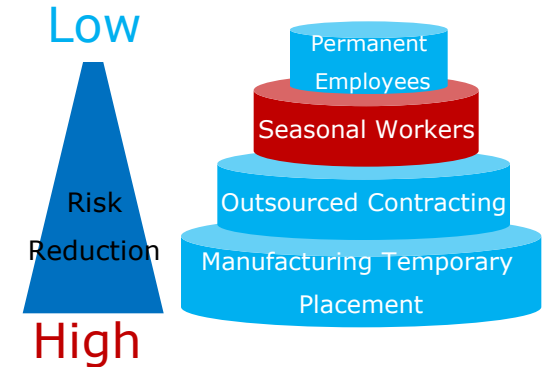 Low
Risk
Reduction
High
Permanent
Employees
Seasonal Workers
Outsourced Contracting
Manufacturing Temporary
Placement